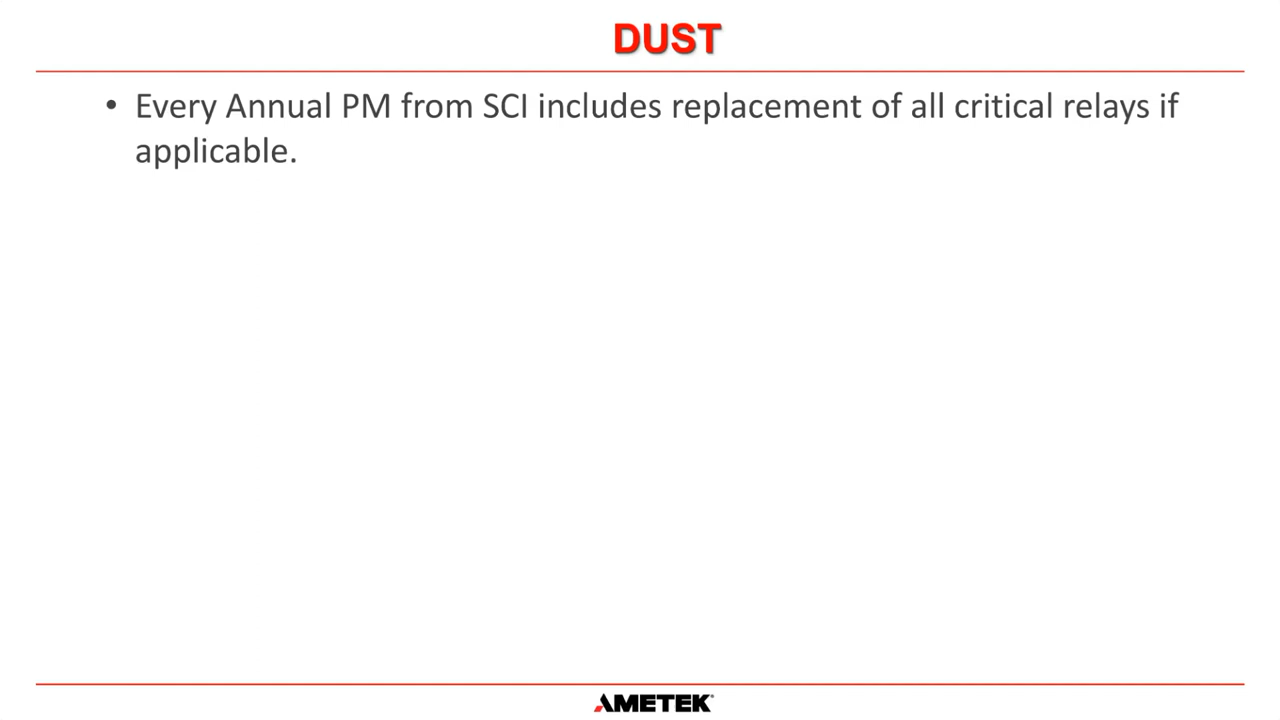 DUST
• Every Annual PM from SCI includes replacement of all critical relays if
applicable.
AMETEK®